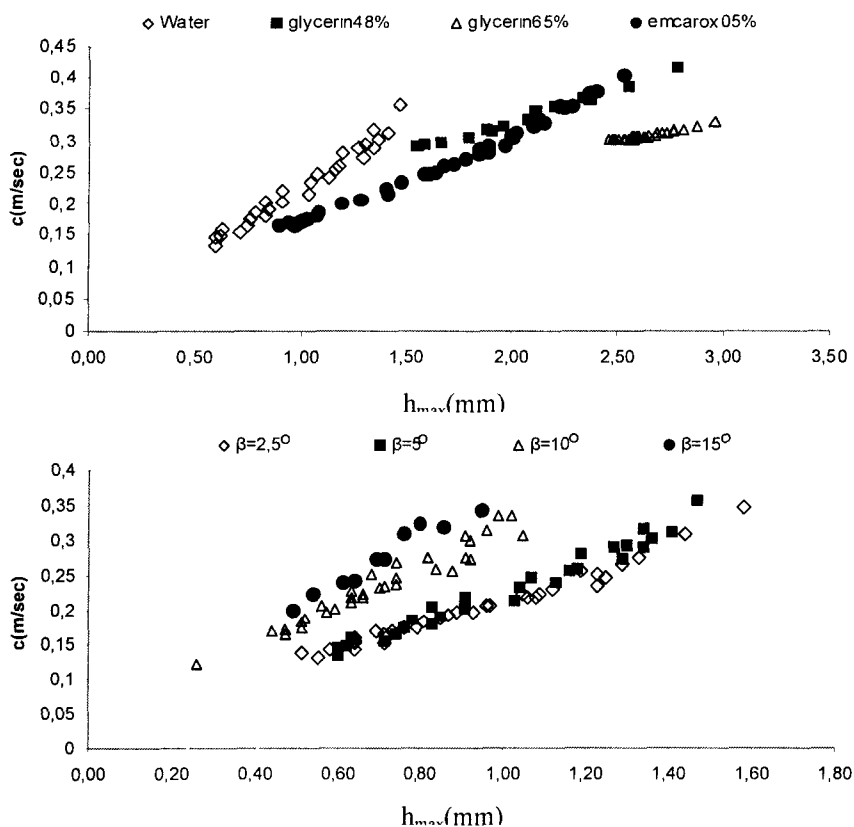 Water glycerin48% glycerin65% emcarox05%
0,45
0,4
0,35
0,3
0,25
0,2
0,15
0,1
0,05
0
c(m/sec)
0,00 0,50 1,00 1,50 2,00 2,50 3,00 3,50
hmax(mm)
β=2,5º β=5º β=10º β=15º
0,4
0,35
0,3
0,25
0,2
0,15
0,1
0,05
0
c(m/sec)
0,00 0,20 0,40 0,60 0,80 1,00 1,20 1,40 1,60 1,80
hmax(mm)